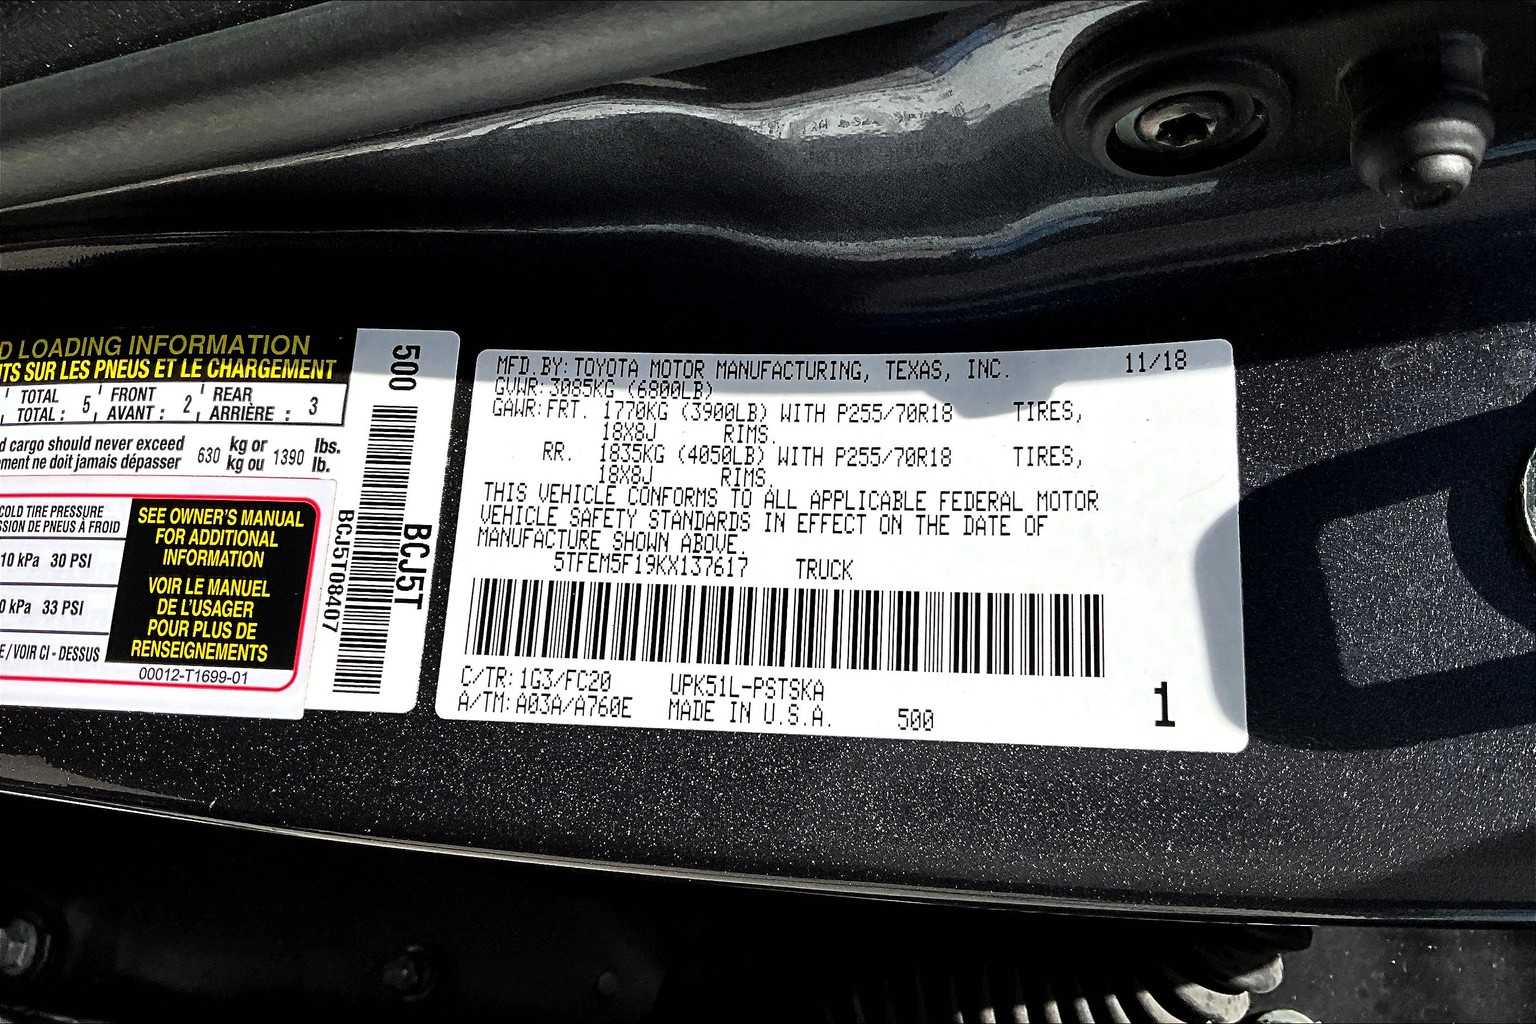 D LOADING INFORMATION
TS SUR LES PNEUS ET LE CHARGEMENT
TOTAL 5 FRONT 2 REAR 3
TOTAL : AVANT : ARRIÈRE :
d cargo should never exceed 630 kg or 1390 lbs.
ment ne doit jamais dépasser kg ou lb.
COLD TIRE PRESSURE
SION DE PNEUS À FROID
10 kPa 30 PSI
0 kPa 33 PSI
E / VOIR CI - DESSUS
SEE OWNER'S MANUAL
FOR ADDITIONAL
INFORMATION
VOIR LE MANUEL
DE L'USAGER
POUR PLUS DE
RENSEIGNEMENTS
00012-T1699-01
500
BCJ5T
BCJ5T08407
MFD.BY: TOYOTA MOTOR MANUFACTURING, TEXAS, INC. 11/18
GVWR: 3085KG (6800LB)
GAWR: FRT. 1770KG (3900LB) WITH P255/70R18 TIRES,
18X8J RIMS.
RR. 1835KG (4050LB) WITH P255/70R18 TIRES,
18X8J RIMS.
THIS VEHICLE CONFORMS TO ALL APPLICABLE FEDERAL MOTOR
VEHICLE SAFETY STANDARDS IN EFFECT ON THE DATE OF
MANUFACTURE SHOWN ABOVE.
5TFEM5F19KX137617 TRUCK
C/TR: 1G3/FC20 UPK51L-PSTSKA
A/TM: A03A/A760E MADE IN U.S.A. 500
1